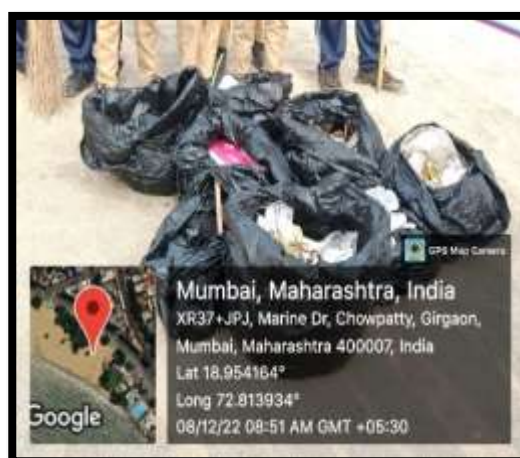 GPS Map Camera
Mumbai, Maharashtra, India
XR37+JPJ, Marine Dr, Chowpatty, Girgaon,
Mumbai, Maharashtra 400007, India
Lat 18.954164°
Long 72.813934°
08/12/22 08:51 AM GMT +05:30
Google